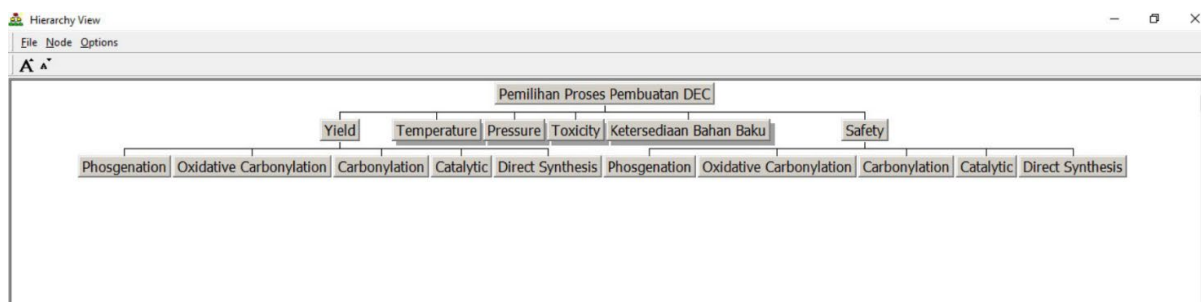 Hierarchy View
File Node Options
A A
Pemilihan Proses Pembuatan DEC
Yield Temperature Pressure Toxicity Ketersediaan Bahan Baku Safety
Phosgenation Oxidative Carbonylation Carbonylation Catalytic Direct Synthesis Phosgenation Oxidative Carbonylation Carbonylation Catalytic Direct Synthesis